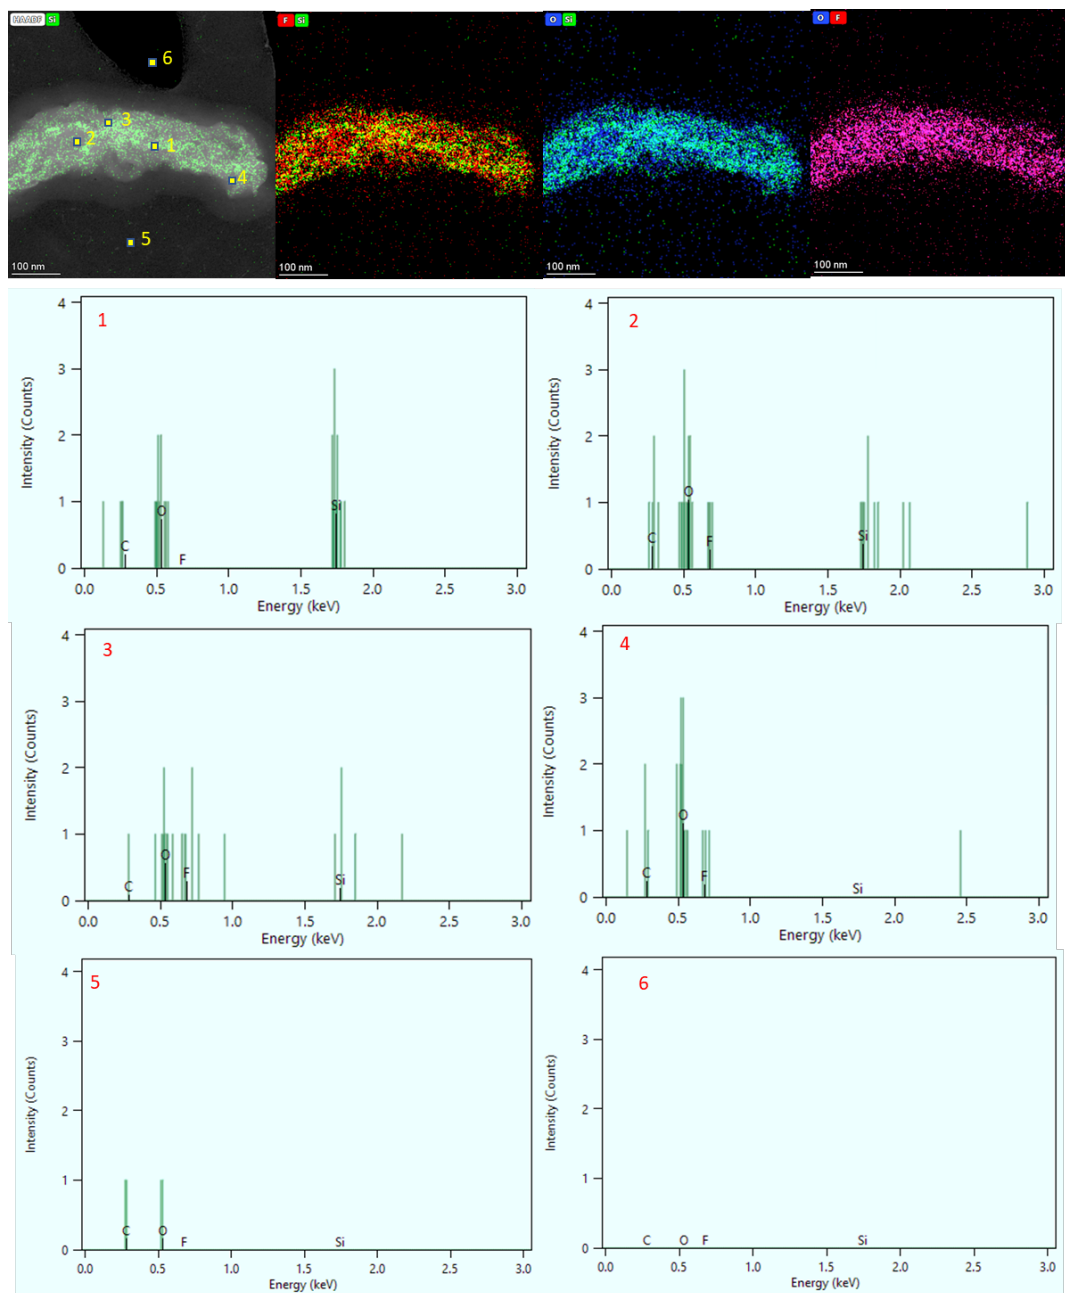 HAADF Si
F Si
O Si
O F
6
3
2
1
4
5
100 nm
100 nm
100 nm
100 nm
1
4
3
2
1
0
Intensity (Counts)
C
O
F
Si
0.0 0.5 1.0 1.5 2.0 2.5 3.0
Energy (keV)
2
4
3
2
1
0
Intensity (Counts)
C
O
F
Si
0.0 0.5 1.0 1.5 2.0 2.5 3.0
Energy (keV)
3
4
3
2
1
0
Intensity (Counts)
C
O
F
Si
0.0 0.5 1.0 1.5 2.0 2.5 3.0
Energy (keV)
4
4
3
2
1
0
Intensity (Counts)
C
O
F
Si
0.0 0.5 1.0 1.5 2.0 2.5 3.0
Energy (keV)
5
4
3
2
1
0
Intensity (Counts)
C
O
F
Si
0.0 0.5 1.0 1.5 2.0 2.5 3.0
Energy (keV)
6
4
3
2
1
0
Intensity (Counts)
C
O
F
Si
0.0 0.5 1.0 1.5 2.0 2.5 3.0
Energy (keV)